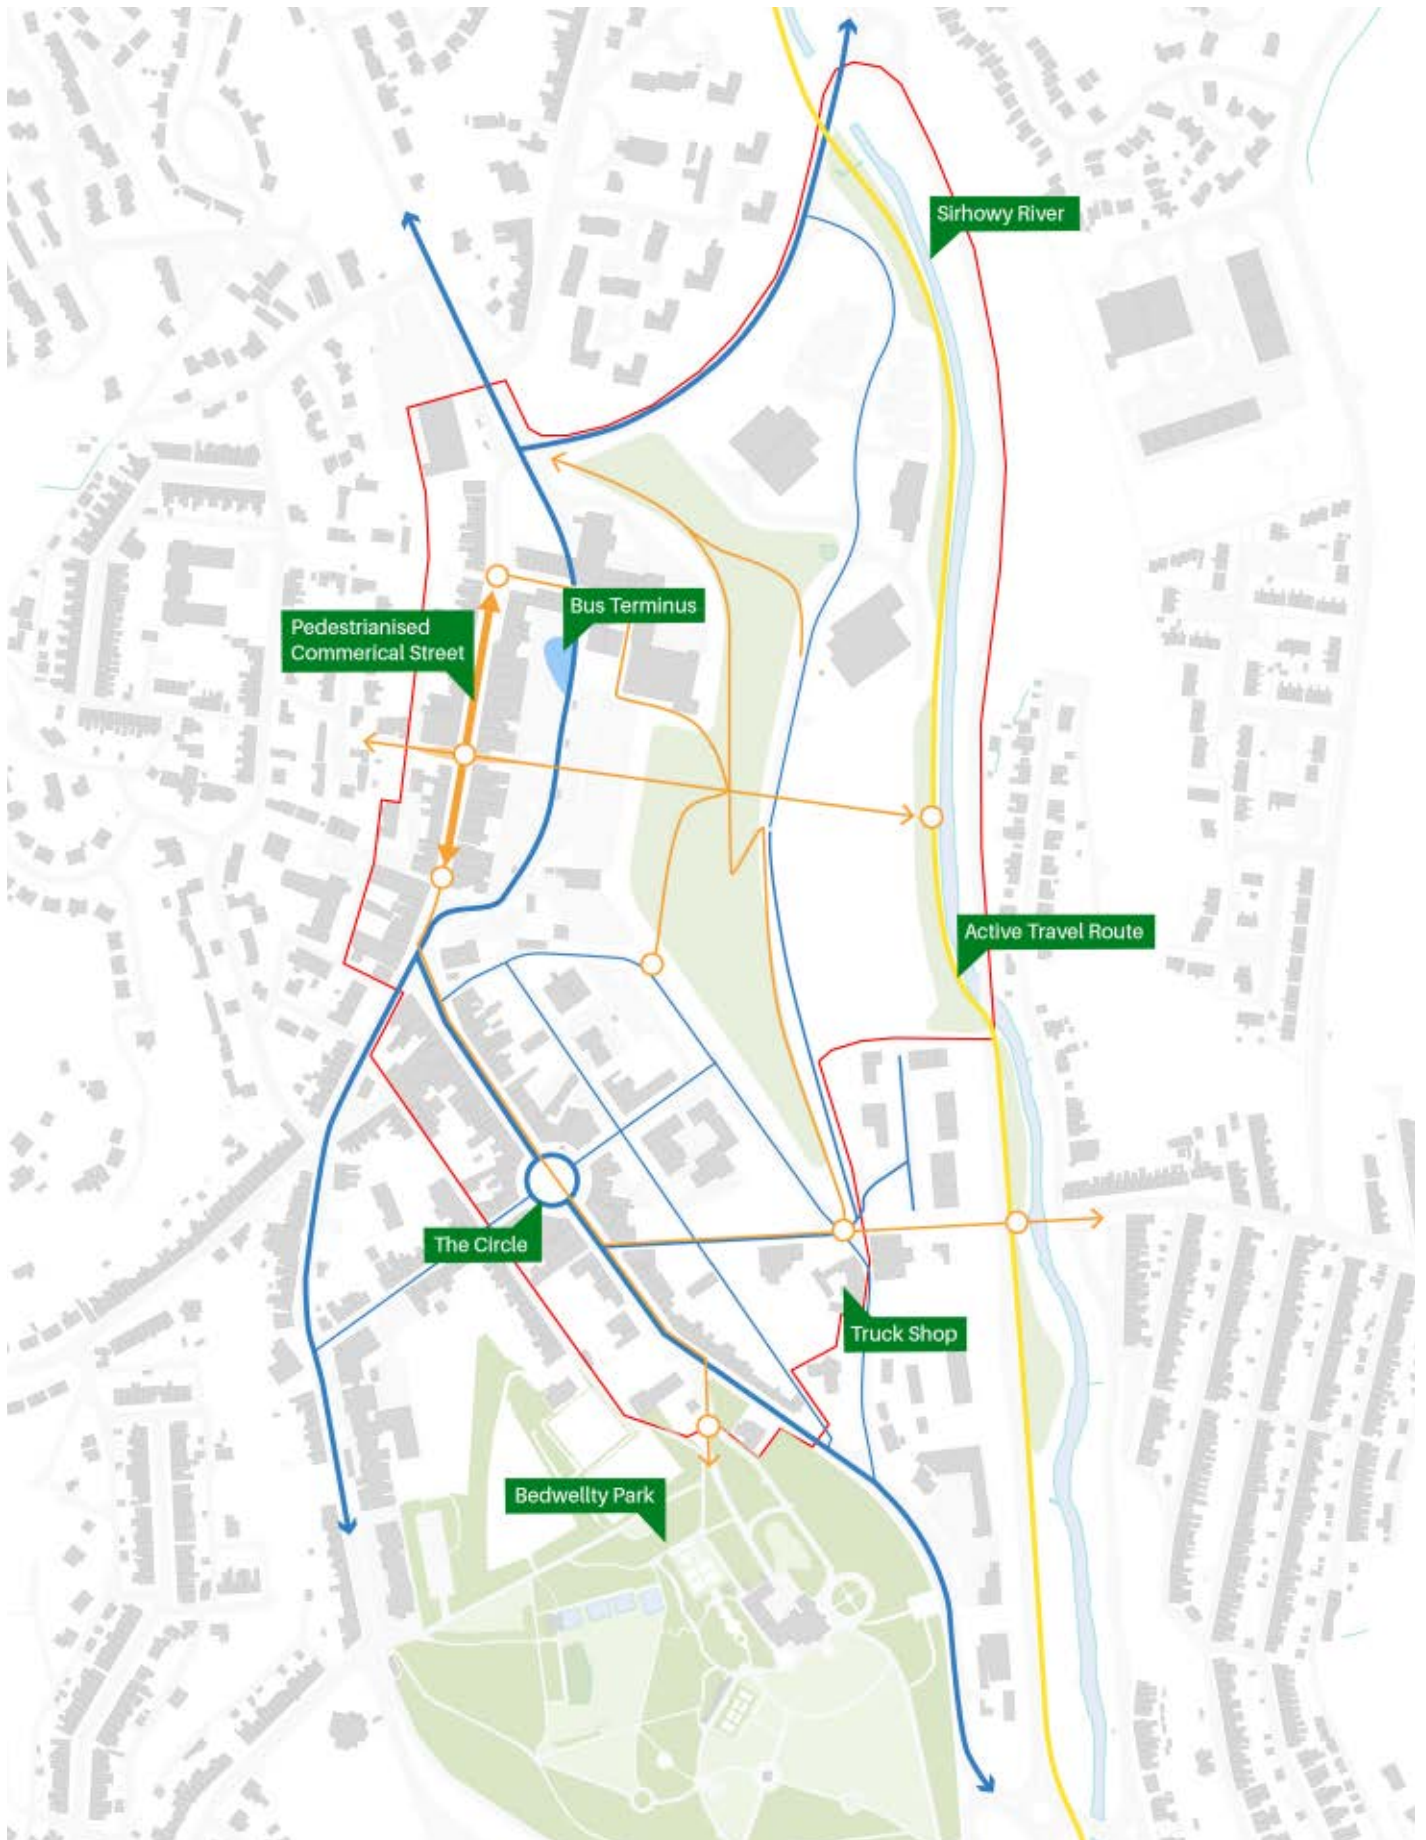 Sirhowy River
Bus Terminus
Pedestrianised
Commerical Street
Active Travel Route
The Circle
Truck Shop
Bedwellty Park